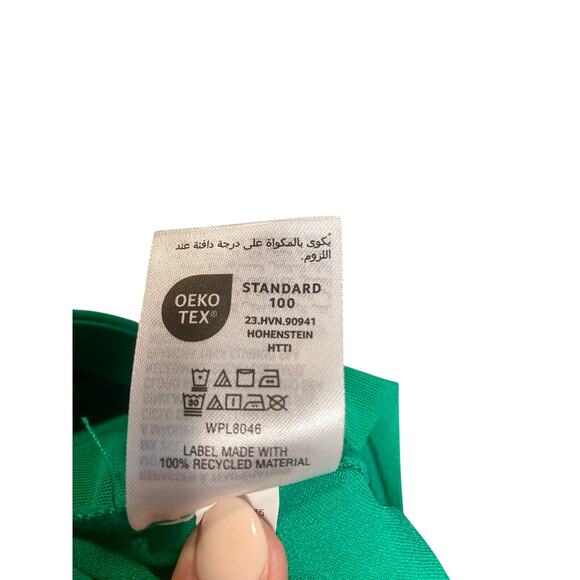 يُكوى بالمكواة على درجة دافئة عند
اللزوم.
OEKO
TEX®
STANDARD
100
23.HVN.90941
HOHENSTEIN
HTTI
30
WPL8046
LABEL MADE WITH
100% RECYCLED MATERIAL